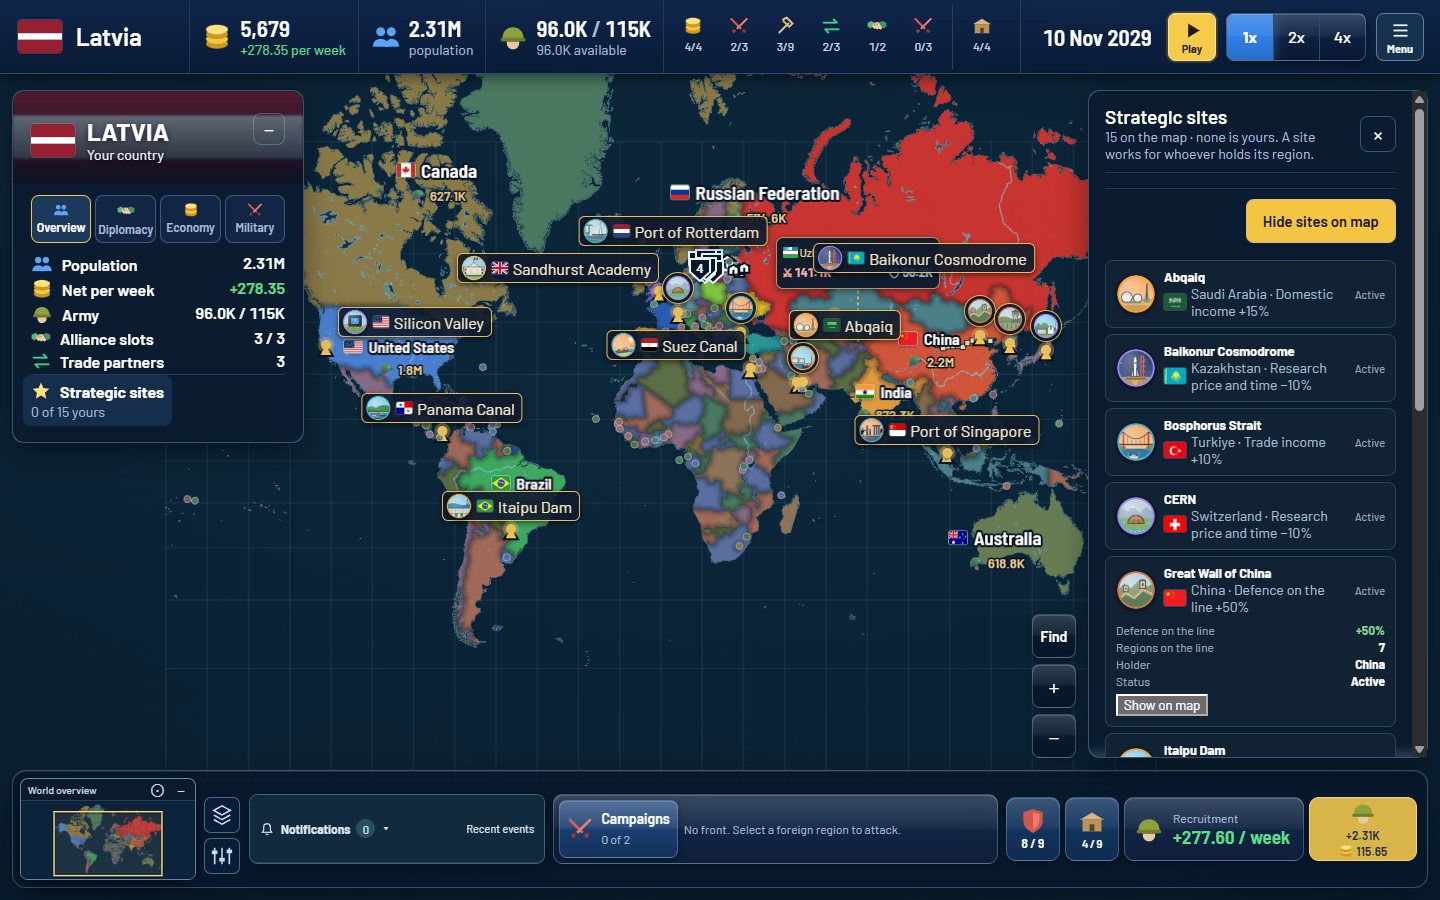 Latvia
5,679
+278.35 per week
2.31M
population
96.0K / 115K
96.0K available
4/4
2/3
3/9
2/3
1/2
0/3
4/4
10 Nov 2029
Play
1x
2x
4x
Menu
LATVIA
Your country
Overview
Diplomacy
Economy
Military
Population
2.31M
Net per week
+278.35
Army
96.0K / 115K
Alliance slots
3 / 3
Trade partners
3
Strategic sites
0 of 15 yours
Canada
627.1K
Russian Federation
Port of Rotterdam
Sandhurst Academy
4
Baikonur Cosmodrome
Silicon Valley
United States
1.8M
Suez Canal
Abqaiq
China
2.2M
India
Panama Canal
Port of Singapore
Brazil
Itaipu Dam
Australia
618.8K
Find
+
−
Strategic sites
15 on the map · none is yours. A site
works for whoever holds its region.
×
Hide sites on map
Abqaiq
Saudi Arabia · Domestic
income +15%
Active
Baikonur Cosmodrome
Kazakhstan · Research
price and time −10%
Active
Bosphorus Strait
Turkiye · Trade income
+10%
Active
CERN
Switzerland · Research
price and time −10%
Active
Great Wall of China
China · Defence on the
line +50%
Active
Defence on the line
+50%
Regions on the line
7
Holder
China
Status
Active
Show on map
Itaipu Dam
World overview
Notifications
0
Recent events
Campaigns
0 of 2
No front. Select a foreign region to attack.
8 / 9
4 / 9
Recruitment
+277.60 / week
+2.31K
115.65